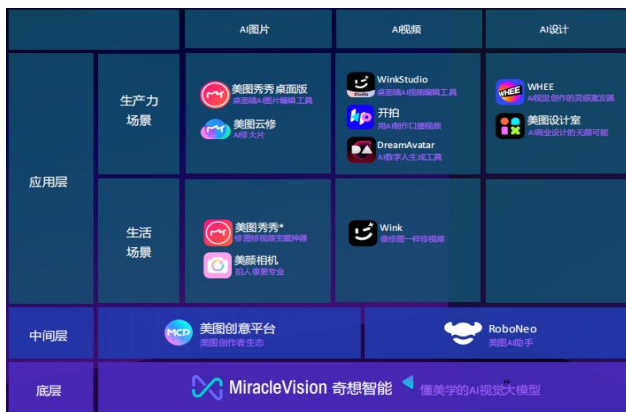 AI图片
AI视频
AI设计
应用层
生产力
场景
美图秀秀桌面版
桌面端AI图片编辑工具
美图云修
AI修大片
WinkStudio
桌面端AI视频编辑工具
开拍
用AI制作口播视频
DreamAvatar
AI数字人生成工具
WHEE
AI视觉创作的灵感激发器
美图设计室
AI商业设计的无限可能
生活
场景
美图秀秀*
修图修视频宝藏神器
美颜相机
拍人像更专业
Wink
像修图一样修视频
中间层
MCP
美图创意平台
美图创作者生态
RoboNeo
美图AI助手
底层
MiracleVision 奇想智能
懂美学的AI视觉大模型